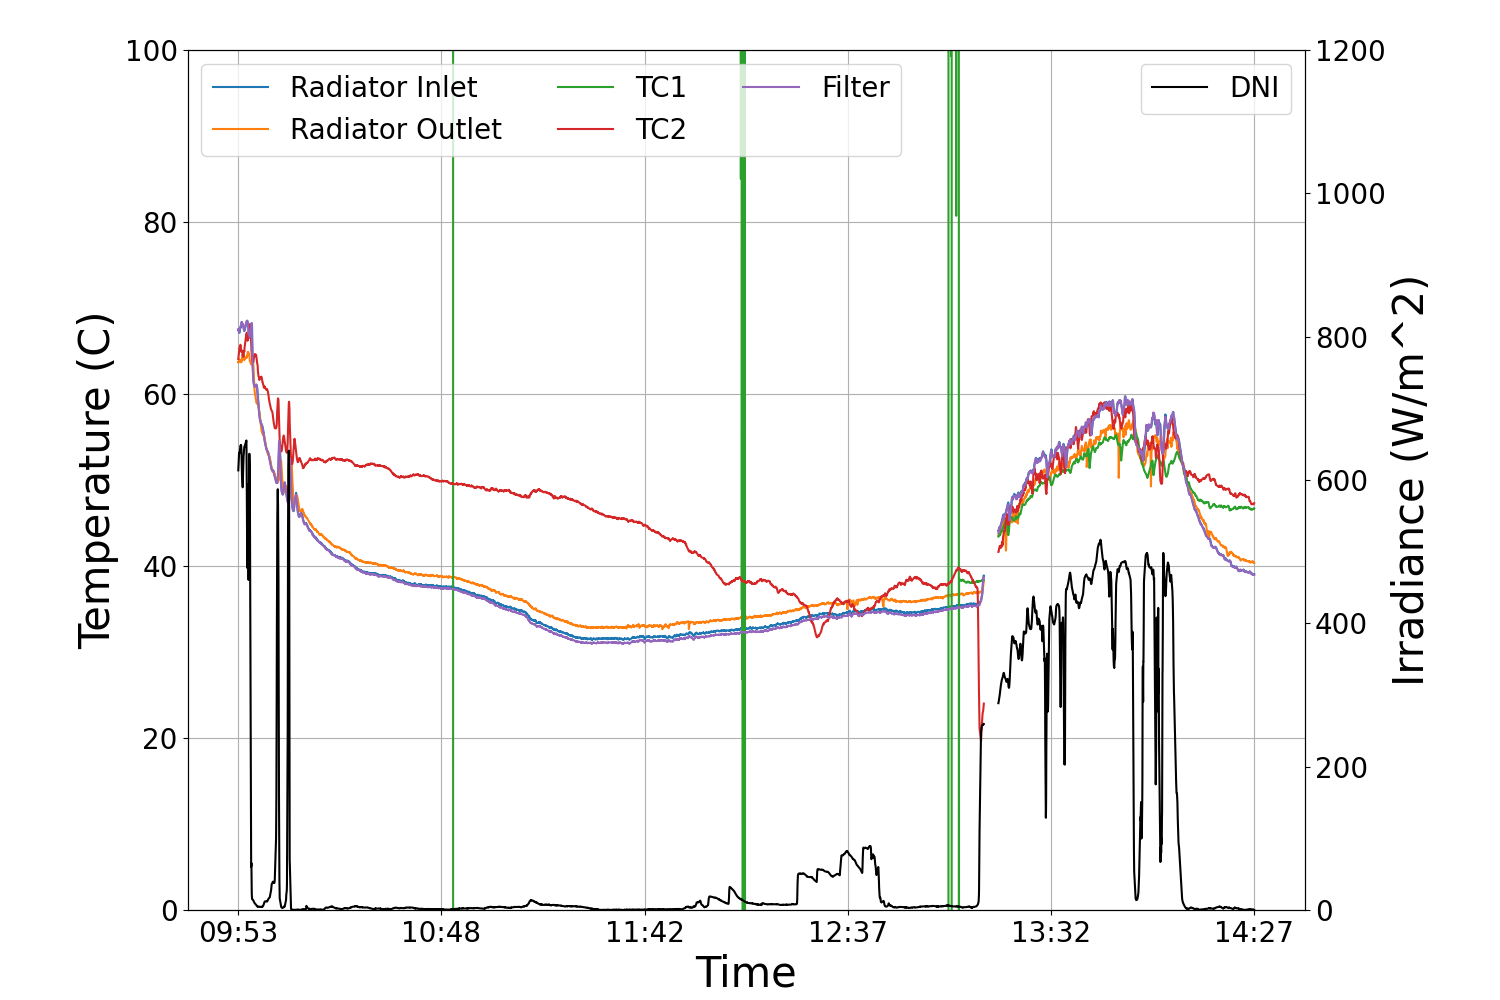 Radiator Inlet
Radiator Outlet
TC1
TC2
Filter
DNI
Temperature (C)
100
80
60
40
20
0
Irradiance (W/m^2)
1200
1000
800
600
400
200
0
09:53 10:48 11:42 12:37 13:32 14:27
Time